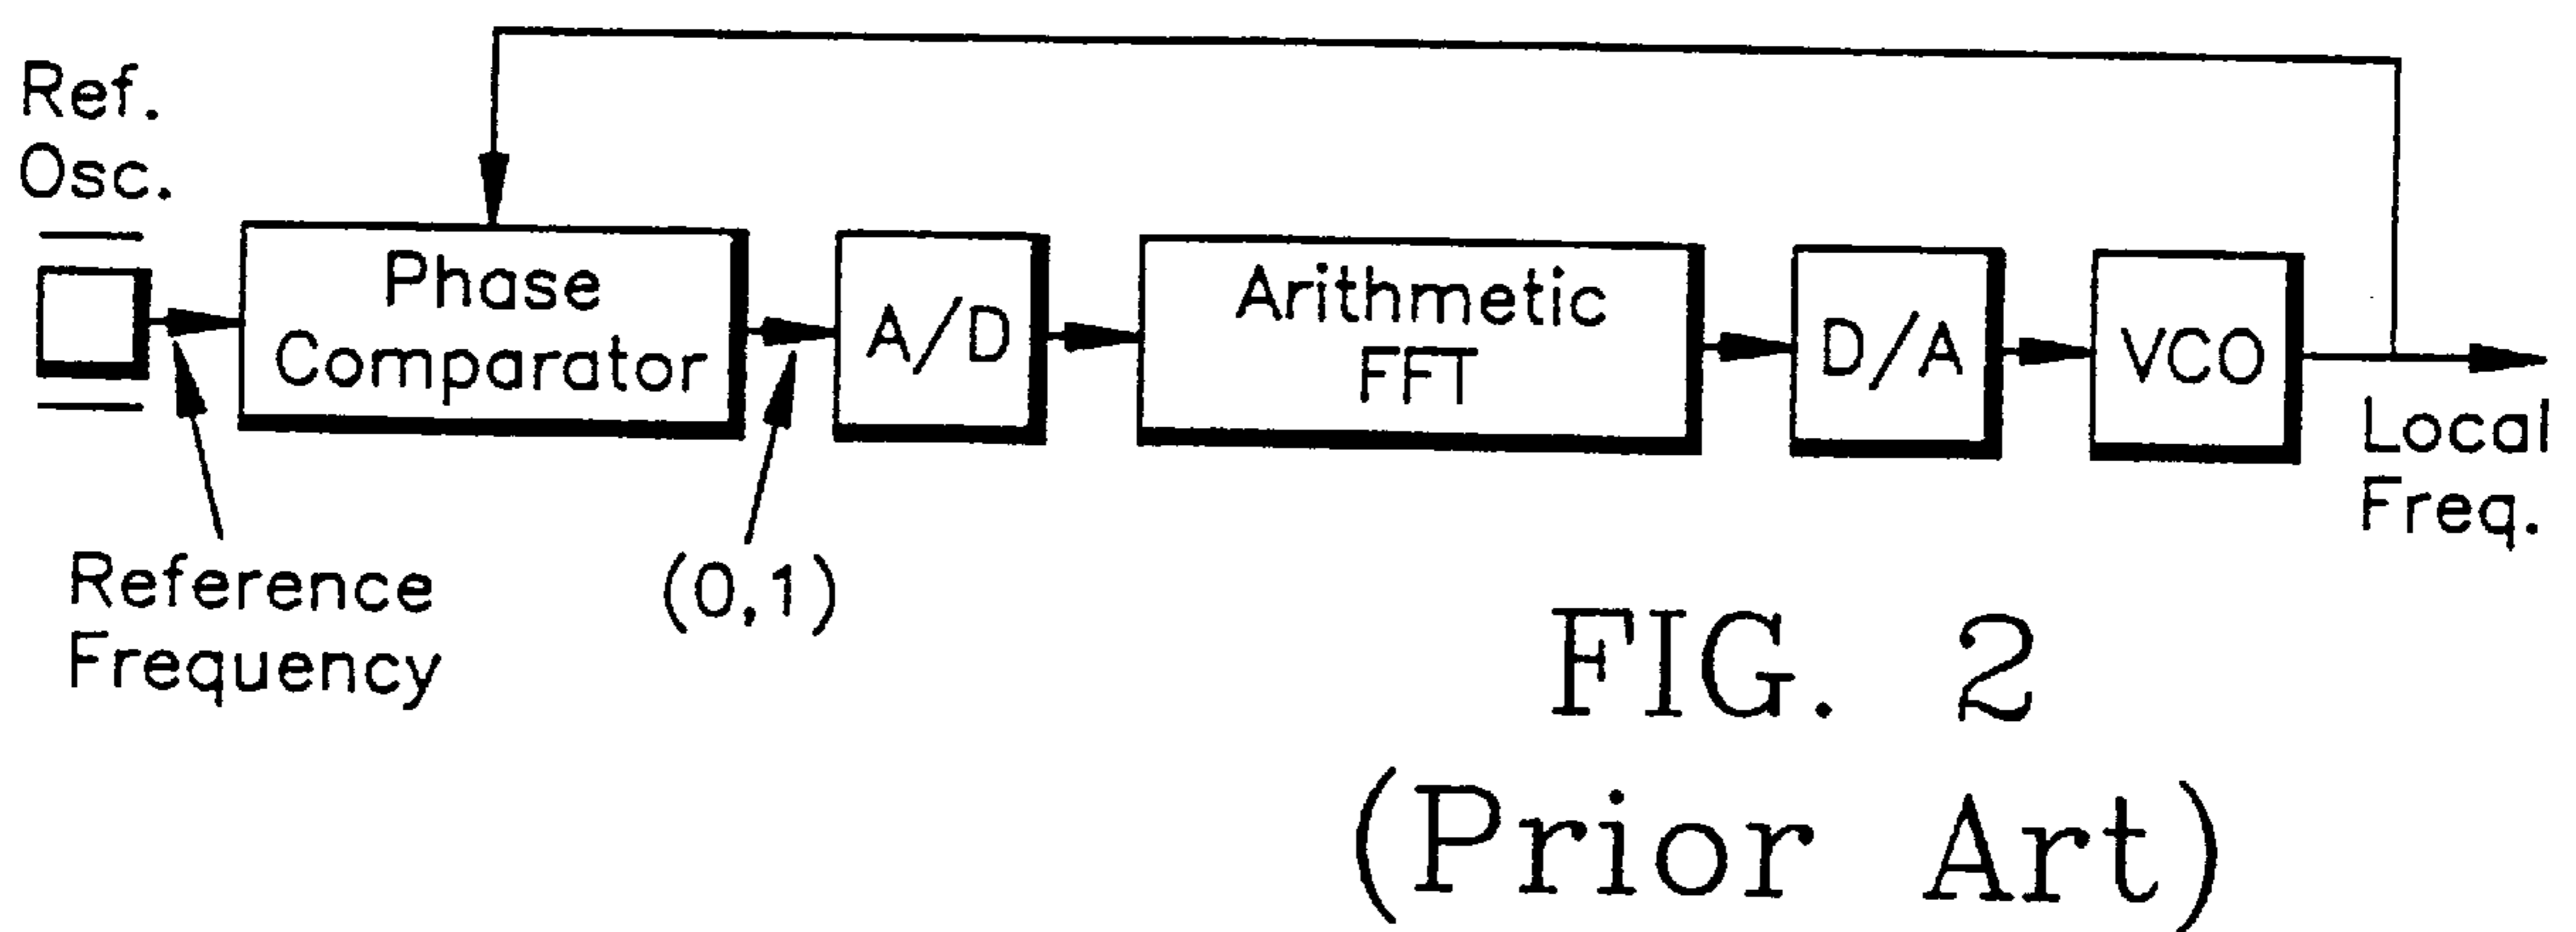 Ref.
Osc.
Phase
Comparator
A/D
Arithmetic
FFT
D/A
VCO
Local
Freq.
Reference
Frequency
(0,1)
FIG. 2
(Prior Art)